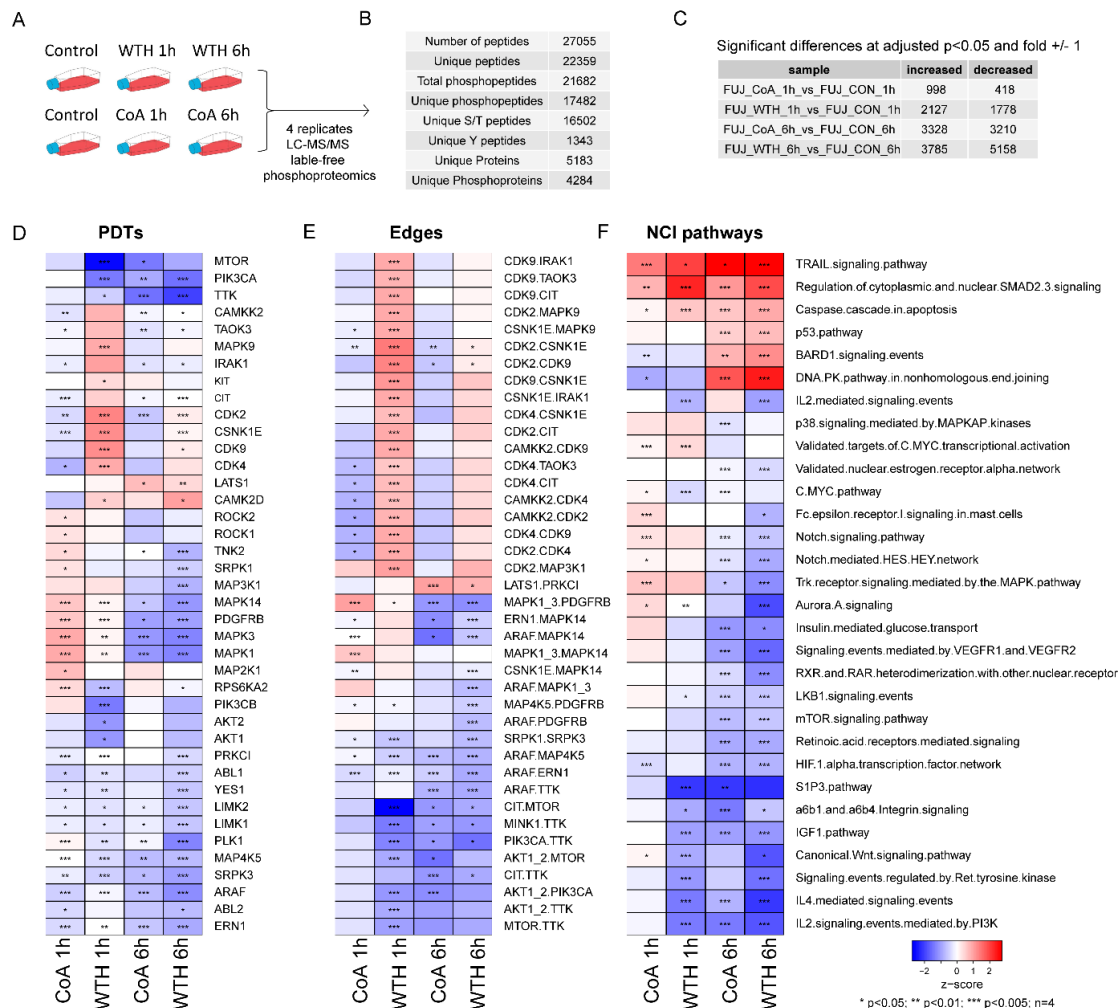 A
Control WTH 1h WTH 6h
Control CoA 1h CoA 6h
4 replicates
LC-MS/MS
lable-free
phosphoproteomics
B
Number of peptides 27055
Unique peptides 22359
Total phosphopeptides 21682
Unique phosphopeptides 17482
Unique S/T peptides 16502
Unique Y peptides 1343
Unique Proteins 5183
Unique Phosphoproteins 4284
C
Significant differences at adjusted p<0.05 and fold +/- 1
sample increased decreased
FUJ_CoA_1h_vs_FUJ_CON_1h 998 418
FUJ_WTH_1h_vs_FUJ_CON_1h 2127 1778
FUJ_CoA_6h_vs_FUJ_CON_6h 3328 3210
FUJ_WTH_6h_vs_FUJ_CON_6h 3785 5158
D PDTs
MTOR
PIK3CA
TTK
CAMKK2
TAOK3
MAPK9
IRAK1
KIT
CIT
CDK2
CSNK1E
CDK9
CDK4
LATS1
CAMK2D
ROCK2
ROCK1
TNK2
SRPK1
MAP3K1
MAPK14
PDGFRB
MAPK3
MAPK1
MAP2K1
RPS6KA2
PIK3CB
AKT2
AKT1
PRKCI
ABL1
YES1
LIMK2
LIMK1
PLK1
MAP4K5
SRPK3
ARAF
ABL2
ERN1
CoA 1h
WTH 1h
CoA 6h
WTH 6h
E Edges
CDK9.IRAK1
CDK9.TAOK3
CDK9.CIT
CDK2.MAPK9
CSNK1E.MAPK9
CDK2.CSNK1E
CDK2.CDK9
CDK9.CSNK1E
CSNK1E.IRAK1
CDK4.CSNK1E
CDK2.CIT
CAMKK2.CDK9
CDK4.TAOK3
CDK4.CIT
CAMKK2.CDK4
CAMKK2.CDK2
CDK4.CDK9
CDK2.CDK4
CDK2.MAP3K1
LATS1.PRKCI
MAPK1_3.PDGFRB
ERN1.MAPK14
ARAF.MAPK14
MAPK1_3.MAPK14
CSNK1E.MAPK14
ARAF.MAPK1_3
MAP4K5.PDGFRB
ARAF.PDGFRB
SRPK1.SRPK3
ARAF.MAP4K5
ARAF.ERN1
ARAF.TTK
CIT.MTOR
MINK1.TTK
PIK3CA.TTK
AKT1_2.MTOR
CIT.TTK
AKT1_2.PIK3CA
AKT1_2.TTK
MTOR.TTK
CoA 1h
WTH 1h
CoA 6h
WTH 6h
F NCI pathways
TRAIL.signaling.pathway
Regulation.of.cytoplasmic.and.nuclear.SMAD2.3.signaling
Caspase.cascade.in.apoptosis
p53.pathway
BARD1.signaling.events
DNA.PK.pathway.in.nonhomologous.end.joining
IL2.mediated.signaling.events
p38.signaling.mediated.by.MAPKAP.kinases
Validated.targets.of.C.MYC.transcriptional.activation
Validated.nuclear.estrogen.receptor.alpha.network
C.MYC.pathway
Fc.epsilon.receptor.I.signaling.in.mast.cells
Notch.signaling.pathway
Notch.mediated.HES.HEY.network
Trk.receptor.signaling.mediated.by.the.MAPK.pathway
Aurora.A.signaling
Insulin.mediated.glucose.transport
Signaling.events.mediated.by.VEGFR1.and.VEGFR2
RXR.and.RAR.heterodimerization.with.other.nuclear.receptor
LKB1.signaling.events
mTOR.signaling.pathway
Retinoic.acid.receptors.mediated.signaling
HIF.1.alpha.transcription.factor.network
S1P3.pathway
a6b1.and.a6b4.Integrin.signaling
IGF1.pathway
Canonical.Wnt.signaling.pathway
Signaling.events.regulated.by.Ret.tyrosine.kinase
IL4.mediated.signaling.events
IL2.signaling.events.mediated.by.PI3K
CoA 1h
WTH 1h
CoA 6h
WTH 6h
-2 -1 0 1 2
z-score
* p<0.05; ** p<0.01; *** p<0.005; n=4